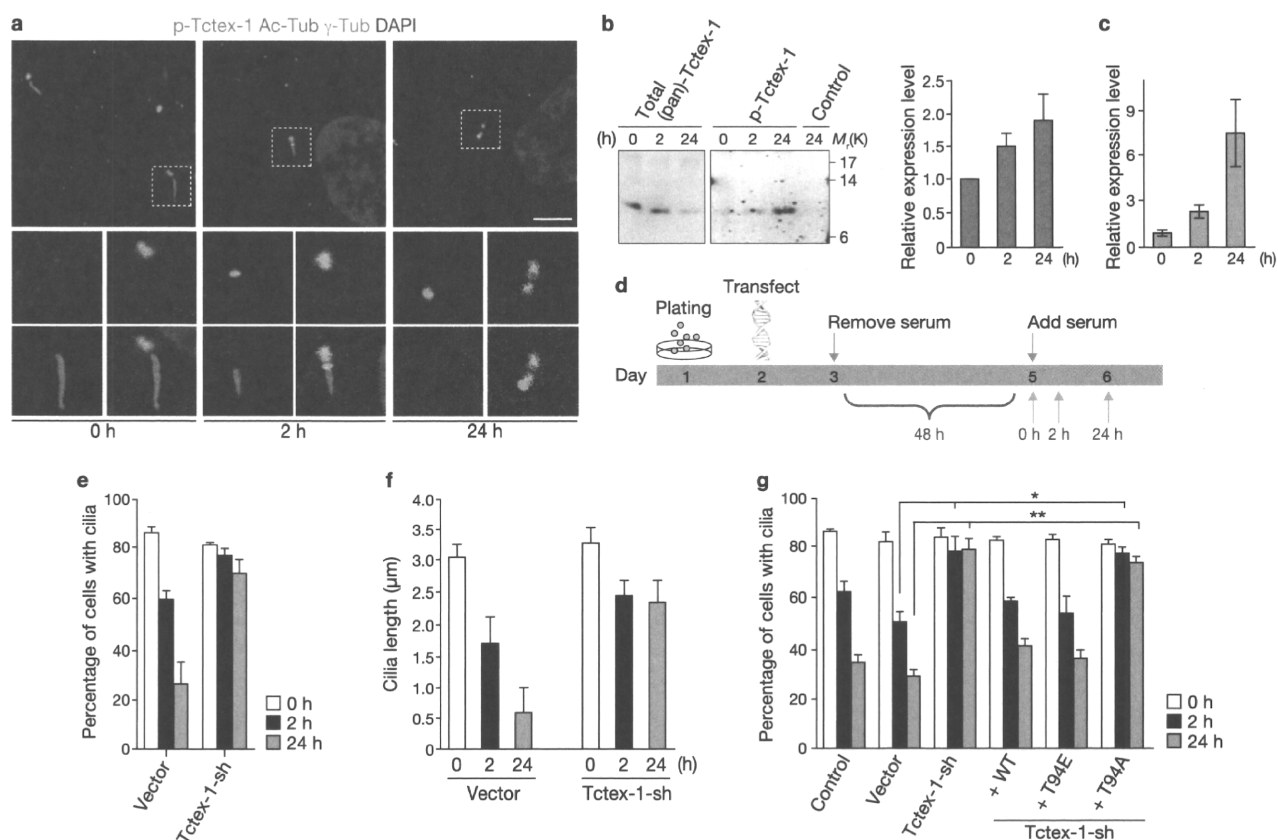 a
p-Tctex-1 Ac-Tub γ-Tub DAPI
0 h
2 h
24 h
b
Total (pan)-Tctex-1
p-Tctex-1
Control
(h) 0 2 24 0 2 24 24 Mr(K)
17
14
6
Relative expression level
2.5
2.0
1.5
1.0
0.5
0
0 2 24 (h)
c
Relative expression level
9
6
3
0
0 2 24 (h)
d
Plating
Transfect
Remove serum
Add serum
Day 1 2 3 5 6
48 h
0 h 2 h 24 h
e
Percentage of cells with cilia
100
80
60
40
20
0
Vector
Tctex-1-sh
0 h
2 h
24 h
f
Cilia length (μm)
4.0
3.5
3.0
2.5
2.0
1.5
1.0
0.5
0
0 2 24 0 2 24 (h)
Vector
Tctex-1-sh
g
Percentage of cells with cilia
100
80
60
40
20
0
*
**
Control
Vector
Tctex-1-sh
+ WT
+ T94E
+ T94A
Tctex-1-sh
0 h
2 h
24 h